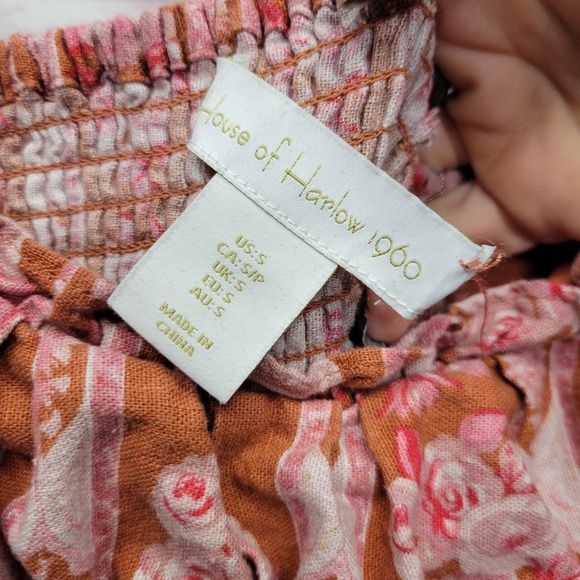 House of Harlow 1960
US:S
CA:S/P
UK:S
EU:S
AU:S
MADE IN
CHINA